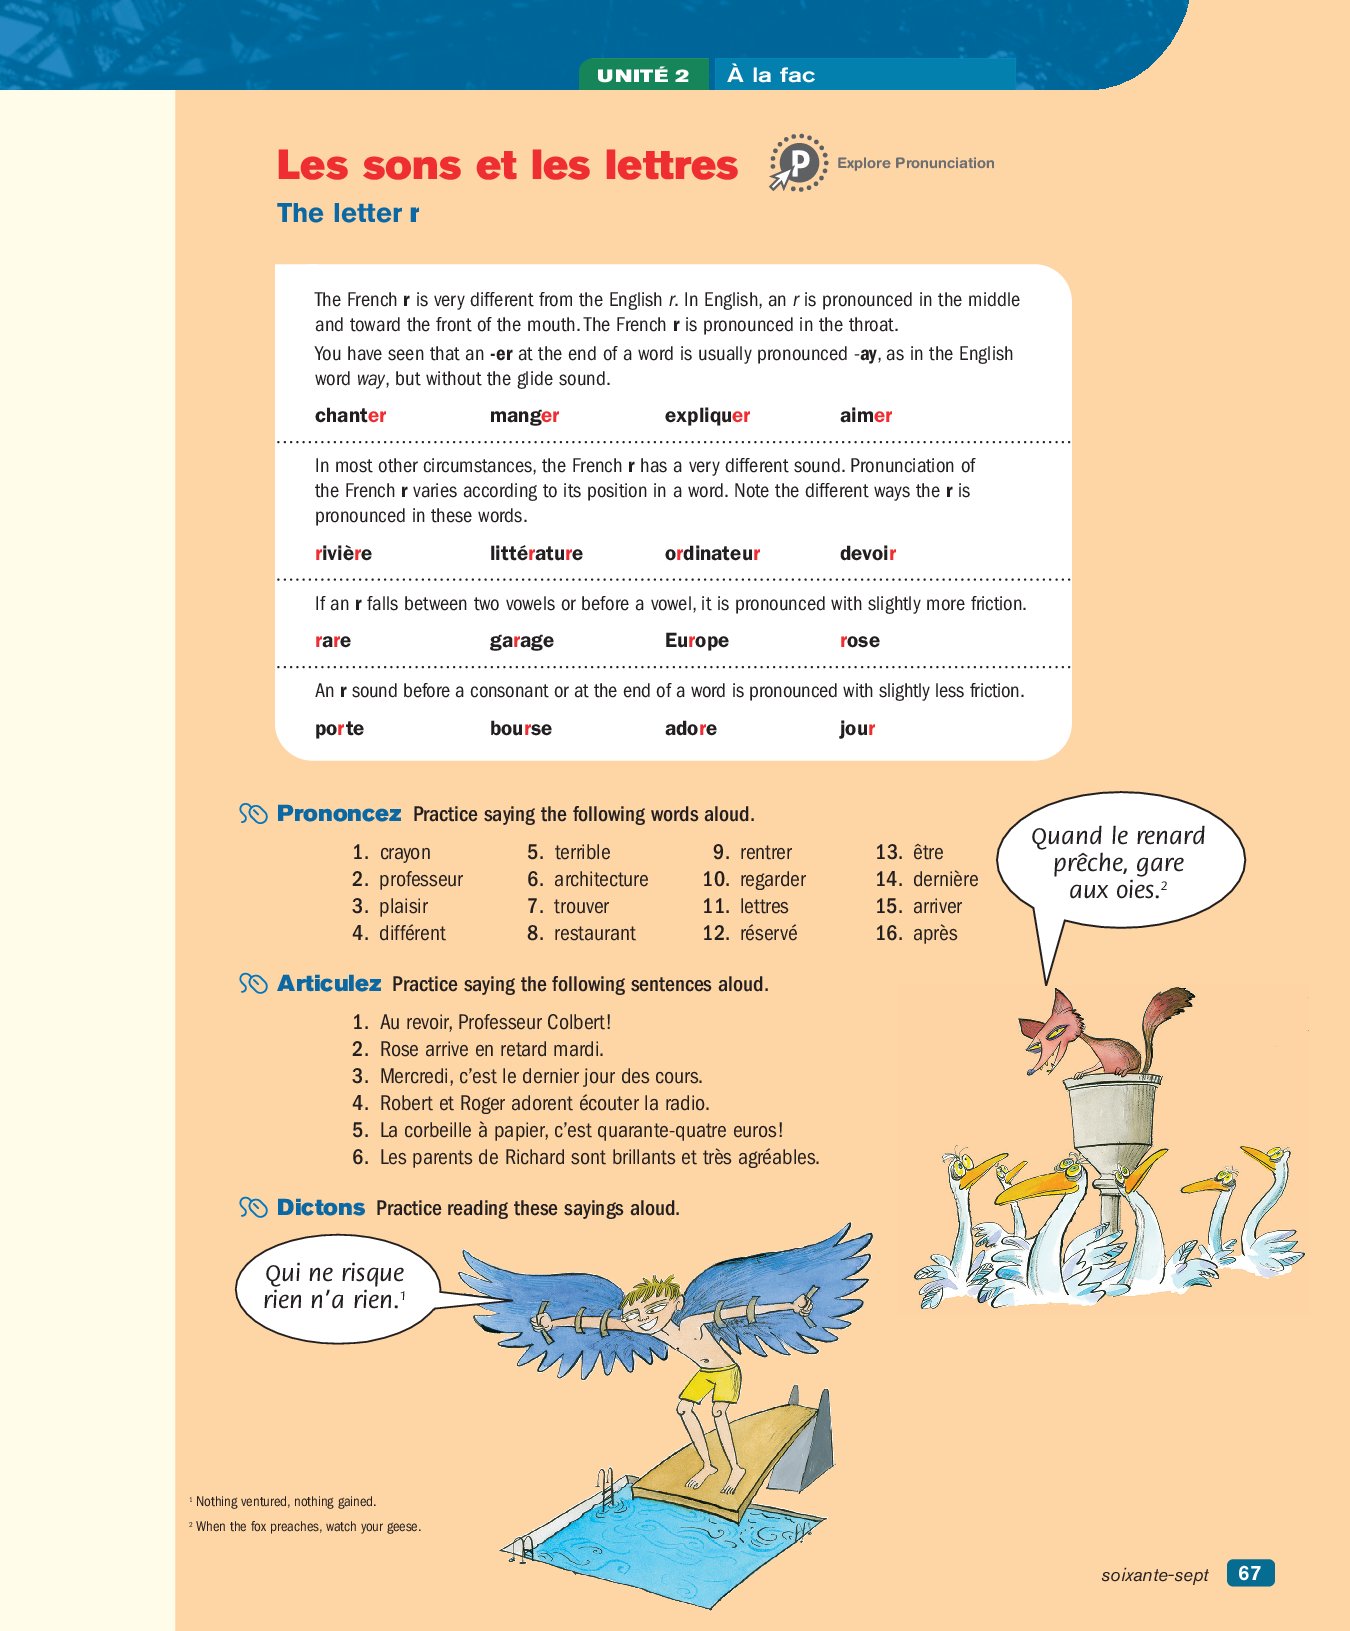 UNITÉ 2 À la fac
Les sons et les lettres
Explore Pronunciation
The letter r
The French r is very different from the English r. In English, an r is pronounced in the middle
and toward the front of the mouth. The French r is pronounced in the throat.
You have seen that an -er at the end of a word is usually pronounced -ay, as in the English
word way, but without the glide sound.
chanter manger expliquer aimer
In most other circumstances, the French r has a very different sound. Pronunciation of
the French r varies according to its position in a word. Note the different ways the r is
pronounced in these words.
rivière littérature ordinateur devoir
If an r falls between two vowels or before a vowel, it is pronounced with slightly more friction.
rare garage Europe rose
An r sound before a consonant or at the end of a word is pronounced with slightly less friction.
porte bourse adore jour
Prononcez Practice saying the following words aloud.
1. crayon 5. terrible 9. rentrer 13. être
2. professeur 6. architecture 10. regarder 14. dernière
3. plaisir 7. trouver 11. lettres 15. arriver
4. différent 8. restaurant 12. réservé 16. après
Quand le renard
prêche, gare
aux oies.²
Articulez Practice saying the following sentences aloud.
1. Au revoir, Professeur Colbert!
2. Rose arrive en retard mardi.
3. Mercredi, c'est le dernier jour des cours.
4. Robert et Roger adorent écouter la radio.
5. La corbeille à papier, c'est quarante-quatre euros!
6. Les parents de Richard sont brillants et très agréables.
Dictons Practice reading these sayings aloud.
Qui ne risque
rien n'a rien.¹
¹ Nothing ventured, nothing gained.
² When the fox preaches, watch your geese.
soixante-sept 67